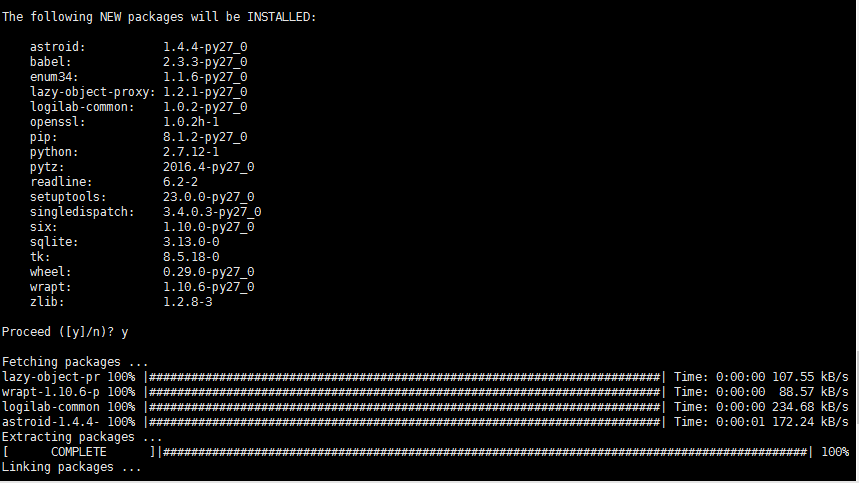 The following NEW packages will be INSTALLED:
astroid: 1.4.4-py27_0
babel: 2.3.3-py27_0
enum34: 1.1.6-py27_0
lazy-object-proxy: 1.2.1-py27_0
logilab-common: 1.0.2-py27_0
openssl: 1.0.2h-1
pip: 8.1.2-py27_0
python: 2.7.12-1
pytz: 2016.4-py27_0
readline: 6.2-2
setuptools: 23.0.0-py27_0
singledispatch: 3.4.0.3-py27_0
six: 1.10.0-py27_0
sqlite: 3.13.0-0
tk: 8.5.18-0
wheel: 0.29.0-py27_0
wrapt: 1.10.6-py27_0
zlib: 1.2.8-3
Proceed ([y]/n)? y
Fetching packages ...
lazy-object-pr 100% |#########################################################################| Time: 0:00:00 107.55 kB/s
wrapt-1.10.6-p 100% |#########################################################################| Time: 0:00:00 88.57 kB/s
logilab-common 100% |#########################################################################| Time: 0:00:00 234.68 kB/s
astroid-1.4.4- 100% |#########################################################################| Time: 0:00:01 172.24 kB/s
Extracting packages ...
[ COMPLETE ]|############################################################################################| 100%
Linking packages ...